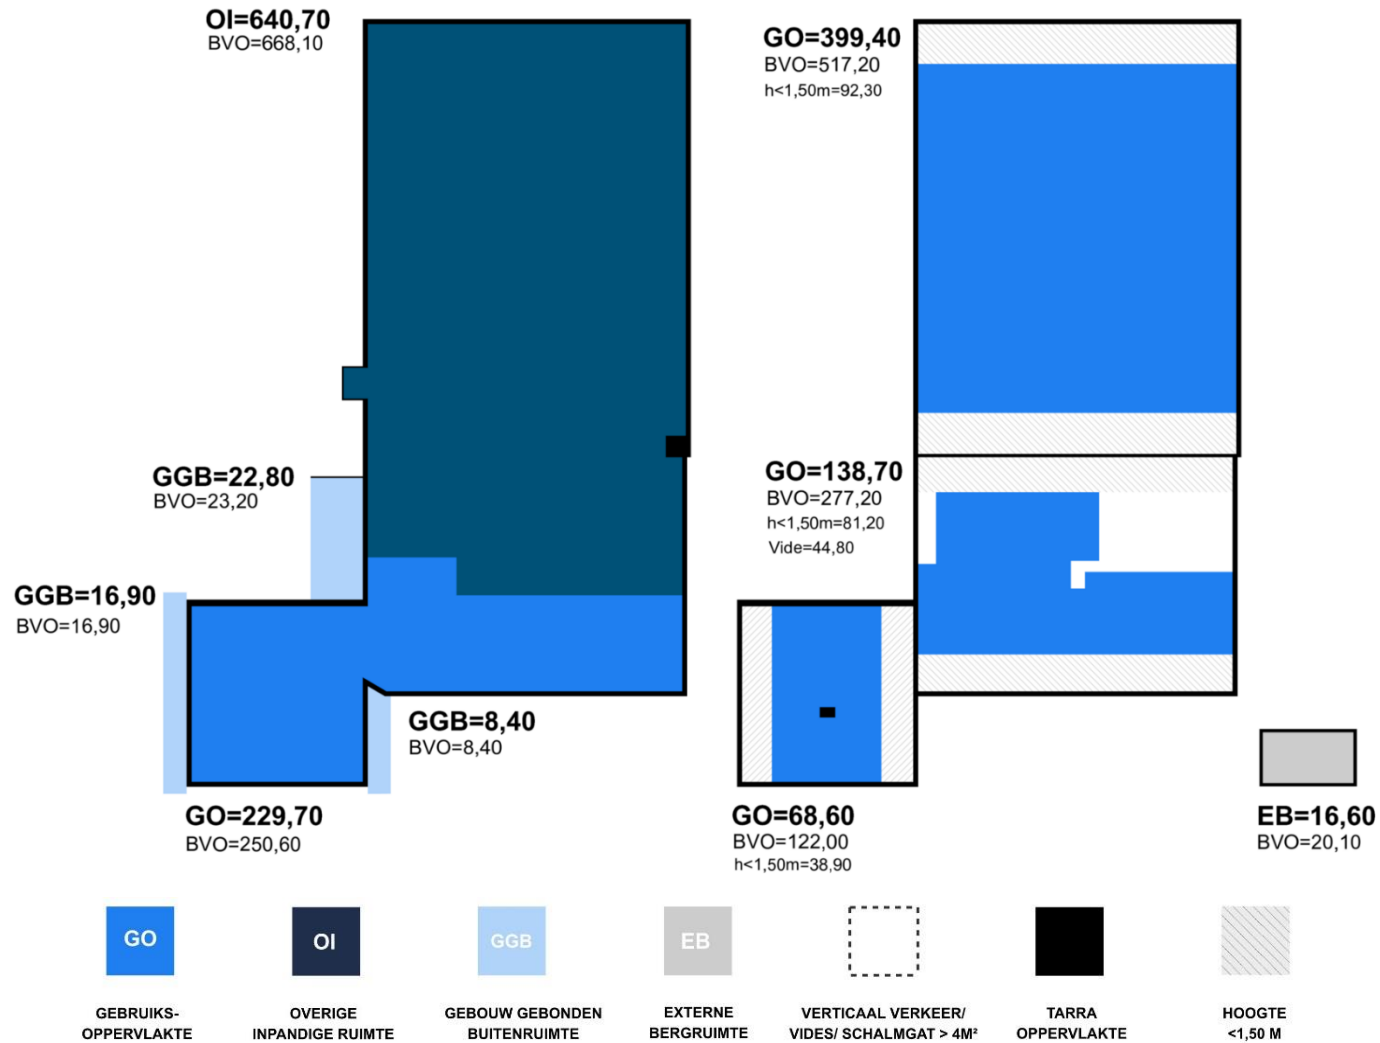 OI=640,70
BVO=668,10
GO=399,40
BVO=517,20
h<1,50m=92,30
GGB=22,80
BVO=23,20
GO=138,70
BVO=277,20
h<1,50m=81,20
Vide=44,80
GGB=16,90
BVO=16,90
GGB=8,40
BVO=8,40
GO=229,70
BVO=250,60
GO=68,60
BVO=122,00
h<1,50m=38,90
EB=16,60
BVO=20,10
GO
OI
GGB
EB
GEBRUIKS-
OPPERVLAKTE
OVERIGE
INPANDIGE RUIMTE
GEBOUW GEBONDEN
BUITENRUIMTE
EXTERNE
BERGRUIMTE
VERTICAAL VERKEER/
VIDES/ SCHALMGAT > 4M²
TARRA
OPPERVLAKTE
HOOGTE
<1,50 M